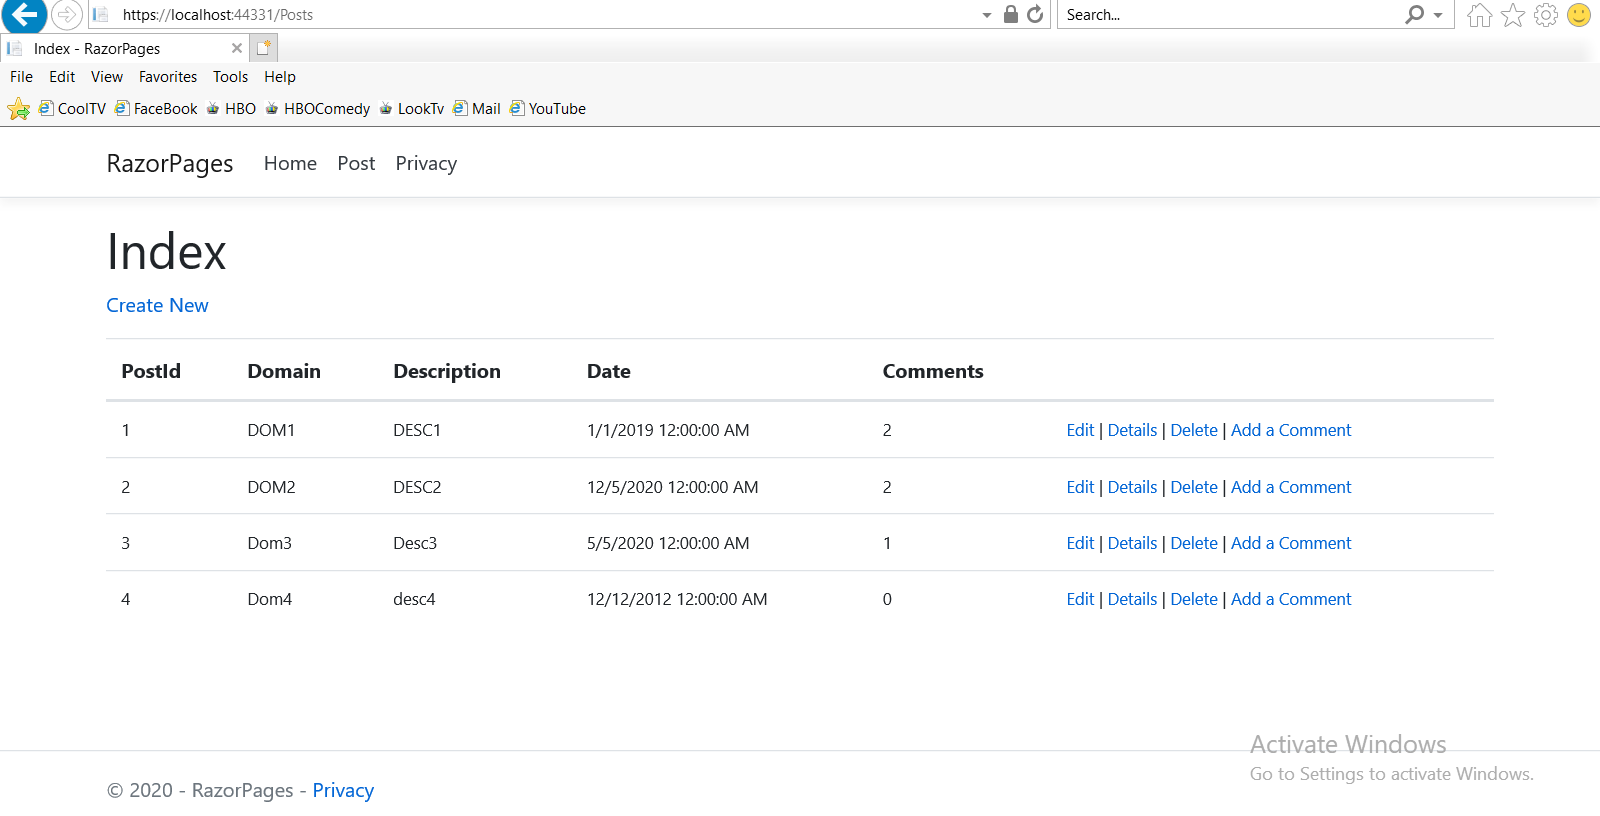 https://localhost:44331/Posts Search...
Index - RazorPages
File Edit View Favorites Tools Help
CoolTV FaceBook HBO HBOComedy LookTv Mail YouTube
RazorPages Home Post Privacy
Index
Create New
PostId Domain Description Date Comments
1 DOM1 DESC1 1/1/2019 12:00:00 AM 2 Edit | Details | Delete | Add a Comment
2 DOM2 DESC2 12/5/2020 12:00:00 AM 2 Edit | Details | Delete | Add a Comment
3 Dom3 Desc3 5/5/2020 12:00:00 AM 1 Edit | Details | Delete | Add a Comment
4 Dom4 desc4 12/12/2012 12:00:00 AM 0 Edit | Details | Delete | Add a Comment
Activate Windows
Go to Settings to activate Windows.
© 2020 - RazorPages - Privacy